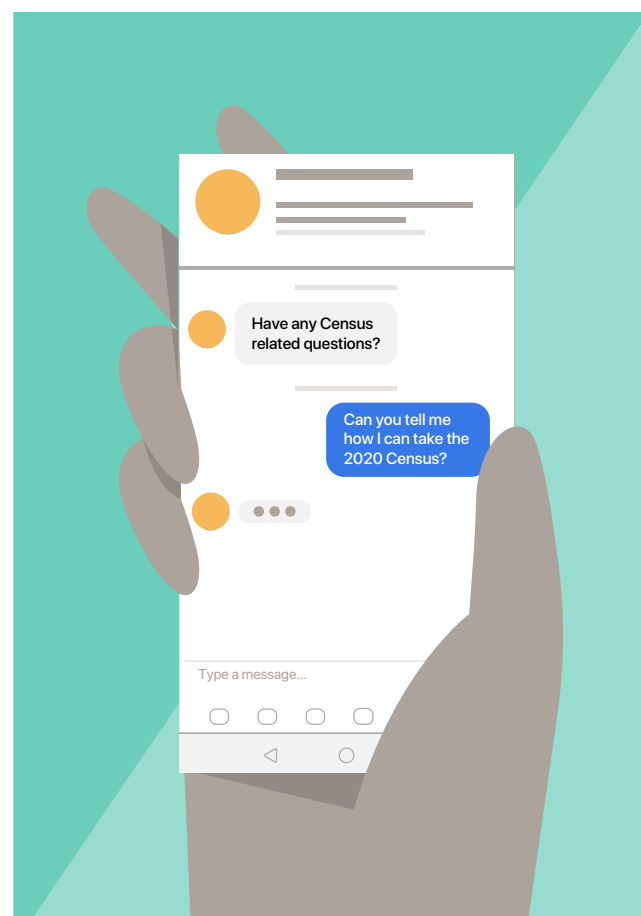 Have any Census
related questions?
Can you tell me
how I can take the
2020 Census?
Type a message...